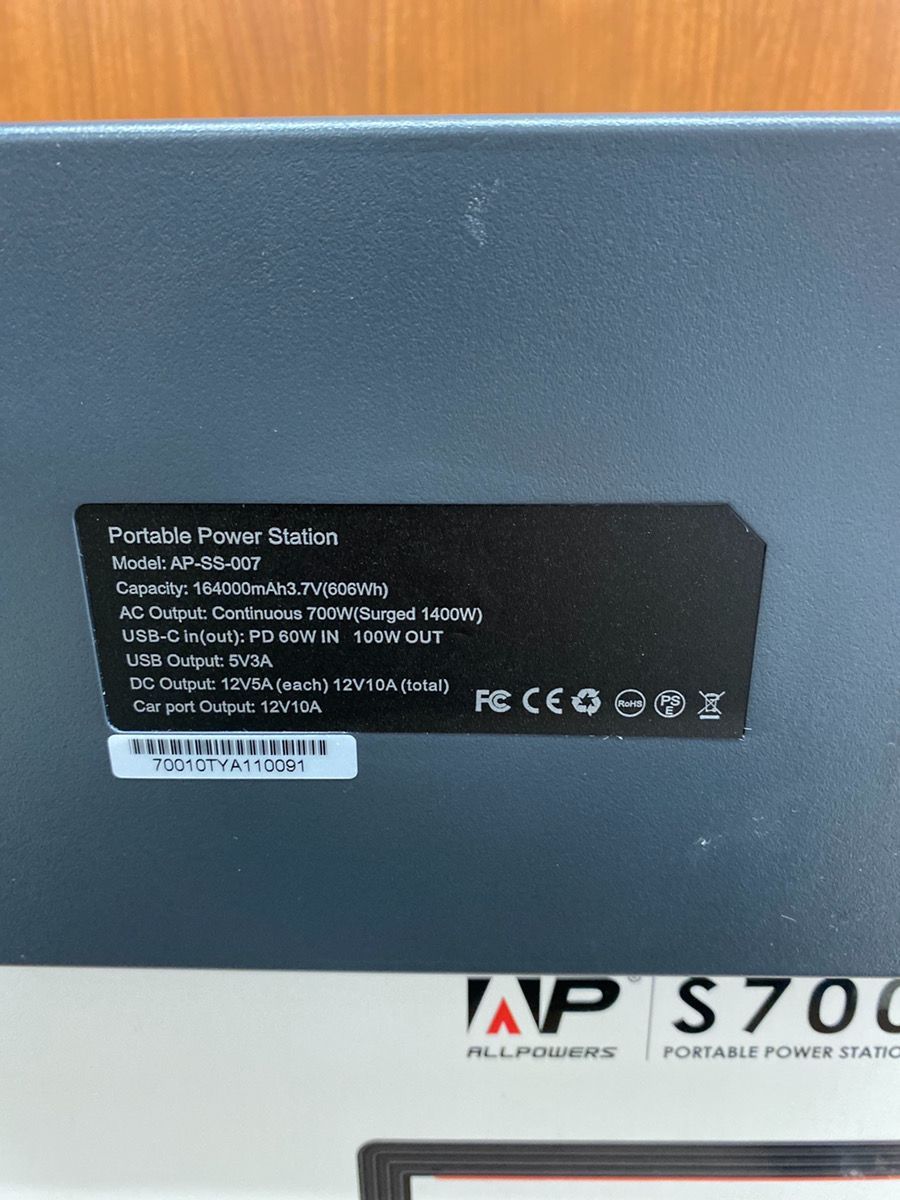 Portable Power Station
Model: AP-SS-007
Capacity: 164000mAh3.7V(606Wh)
AC Output: Continuous 700W(Surged 1400W)
USB-C in(out): PD 60W IN 100W OUT
USB Output: 5V3A
DC Output: 12V5A (each) 12V10A (total)
Car port Output: 12V10A
FC CE RoHS PSE
70010TYA110091
AP® S700
ALLPOWERS PORTABLE POWER STATIO